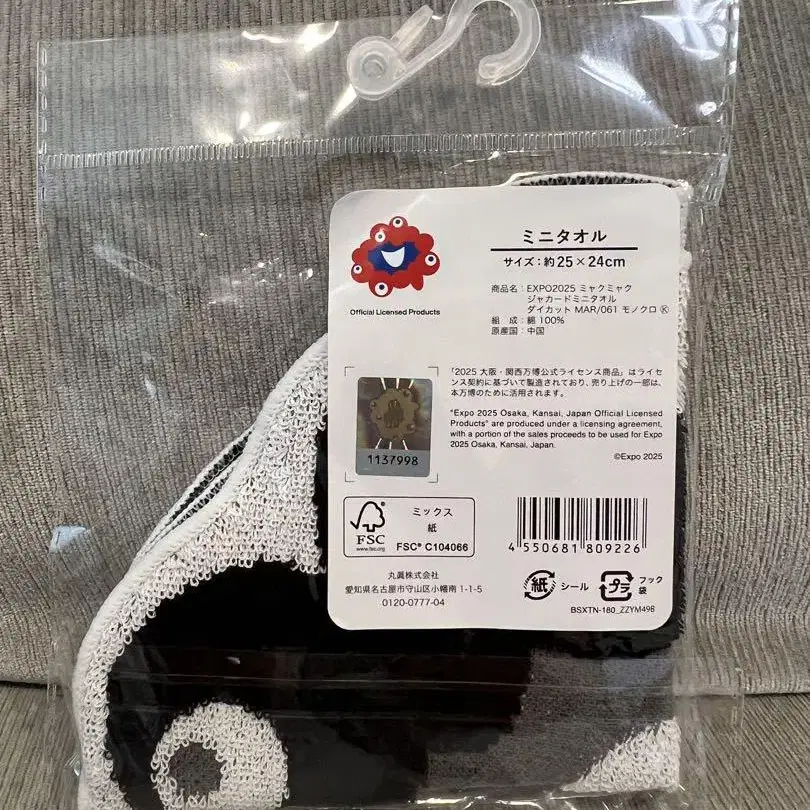 ミニタオル
サイズ：約25×24cm
Official Licensed Products
商品名：EXPO2025 ミャクミャク
ジャカードミニタオル
ダイカット MAR/061 モノクロ Ⓚ
組　成：綿 100%
原産国：中国
「2025 大阪・関西万博公式ライセンス商品」はライセ
ンス契約に基づいて製造されており、売り上げの一部は、
本万博のために活用されます。
"Expo 2025 Osaka, Kansai, Japan Official Licensed
Products" are produced under a licensing agreement,
with a portion of the sales proceeds to be used for Expo
2025 Osaka, Kansai, Japan.
©Expo 2025
1137998
FSC
www.fsc.org
ミックス
紙
FSC® C104066
4 550681 809226
丸眞株式会社
愛知県名古屋市守山区小幡南 1-1-5
0120-0777-04
紙 シール
プラ フック
袋
BSXTN-180_ZZYM49B